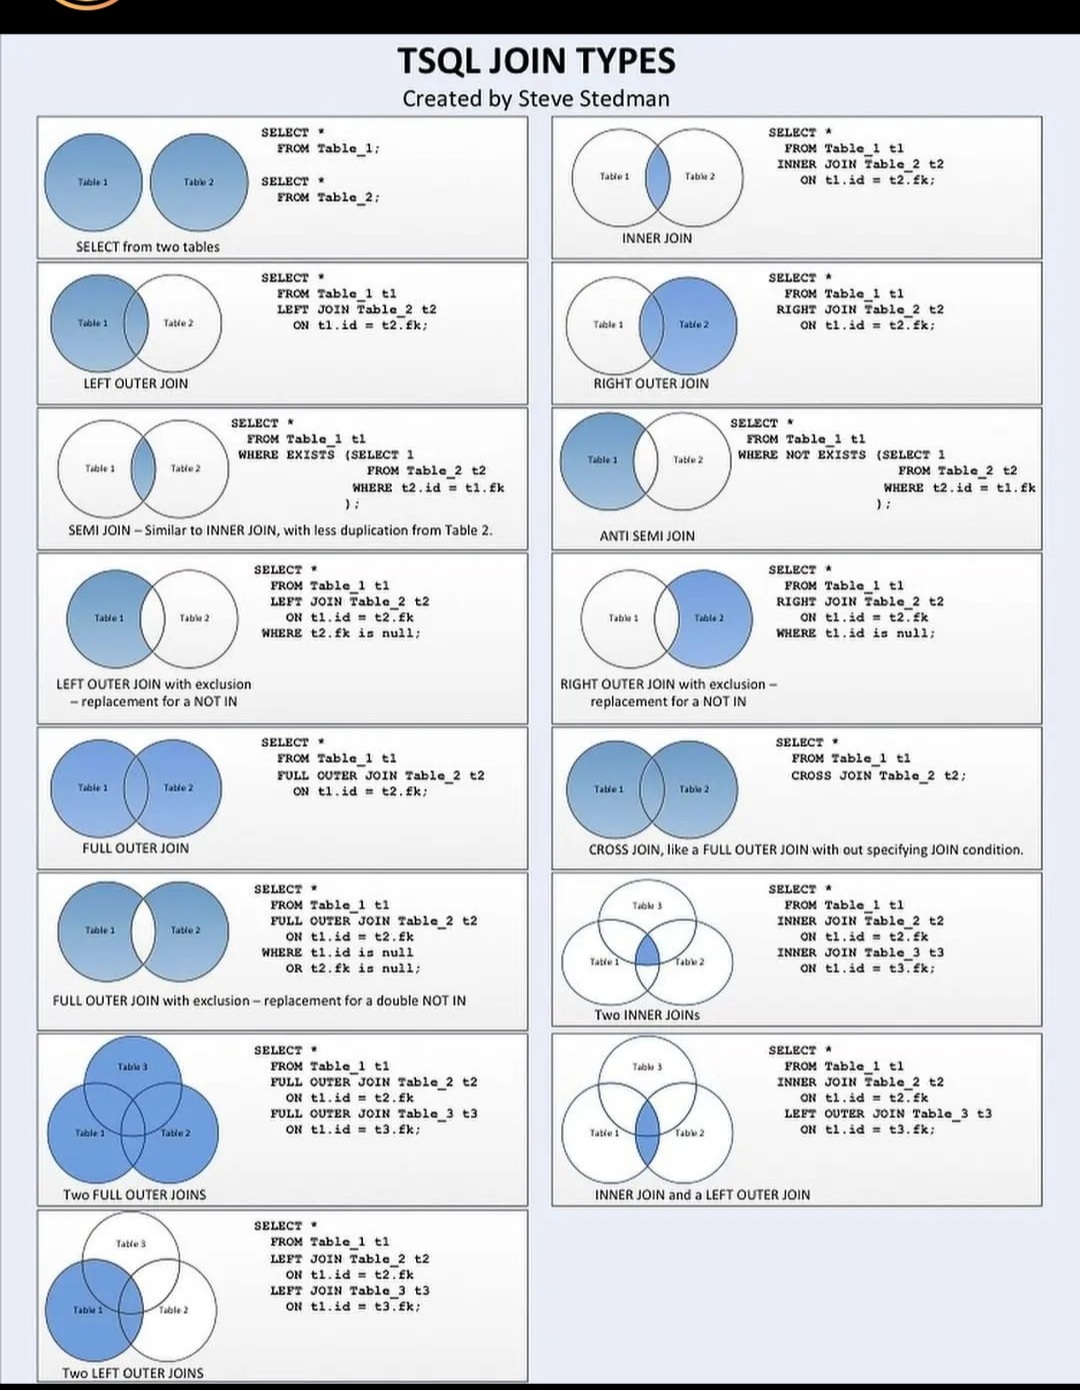 TSQL JOIN TYPES
Created by Steve Stedman
Table 1
Table 2
SELECT *
FROM Table_1;
SELECT *
FROM Table_2;
SELECT from two tables
Table 1
Table 2
SELECT *
FROM Table_1 t1
INNER JOIN Table_2 t2
ON t1.id = t2.fk;
INNER JOIN
Table 1
Table 2
SELECT *
FROM Table_1 t1
LEFT JOIN Table_2 t2
ON t1.id = t2.fk;
LEFT OUTER JOIN
Table 1
Table 2
SELECT *
FROM Table_1 t1
RIGHT JOIN Table_2 t2
ON t1.id = t2.fk;
RIGHT OUTER JOIN
Table 1
Table 2
SELECT *
FROM Table_1 t1
WHERE EXISTS (SELECT 1
FROM Table_2 t2
WHERE t2.id = t1.fk
);
SEMI JOIN – Similar to INNER JOIN, with less duplication from Table 2.
Table 1
Table 2
SELECT *
FROM Table_1 t1
WHERE NOT EXISTS (SELECT 1
FROM Table_2 t2
WHERE t2.id = t1.fk
);
ANTI SEMI JOIN
Table 1
Table 2
SELECT *
FROM Table_1 t1
LEFT JOIN Table_2 t2
ON t1.id = t2.fk
WHERE t2.fk is null;
LEFT OUTER JOIN with exclusion
– replacement for a NOT IN
Table 1
Table 2
SELECT *
FROM Table_1 t1
RIGHT JOIN Table_2 t2
ON t1.id = t2.fk
WHERE t1.id is null;
RIGHT OUTER JOIN with exclusion –
replacement for a NOT IN
Table 1
Table 2
SELECT *
FROM Table_1 t1
FULL OUTER JOIN Table_2 t2
ON t1.id = t2.fk;
FULL OUTER JOIN
Table 1
Table 2
SELECT *
FROM Table_1 t1
CROSS JOIN Table_2 t2;
CROSS JOIN, like a FULL OUTER JOIN with out specifying JOIN condition.
Table 1
Table 2
SELECT *
FROM Table_1 t1
FULL OUTER JOIN Table_2 t2
ON t1.id = t2.fk
WHERE t1.id is null
OR t2.fk is null;
FULL OUTER JOIN with exclusion – replacement for a double NOT IN
Table 3
Table 1
Table 2
SELECT *
FROM Table_1 t1
INNER JOIN Table_2 t2
ON t1.id = t2.fk
INNER JOIN Table_3 t3
ON t1.id = t3.fk;
Two INNER JOINs
Table 3
Table 1
Table 2
SELECT *
FROM Table_1 t1
FULL OUTER JOIN Table_2 t2
ON t1.id = t2.fk
FULL OUTER JOIN Table_3 t3
ON t1.id = t3.fk;
Two FULL OUTER JOINS
Table 3
Table 1
Table 2
SELECT *
FROM Table_1 t1
INNER JOIN Table_2 t2
ON t1.id = t2.fk
LEFT OUTER JOIN Table_3 t3
ON t1.id = t3.fk;
INNER JOIN and a LEFT OUTER JOIN
Table 3
Table 1
Table 2
SELECT *
FROM Table_1 t1
LEFT JOIN Table_2 t2
ON t1.id = t2.fk
LEFT JOIN Table_3 t3
ON t1.id = t3.fk;
Two LEFT OUTER JOINS